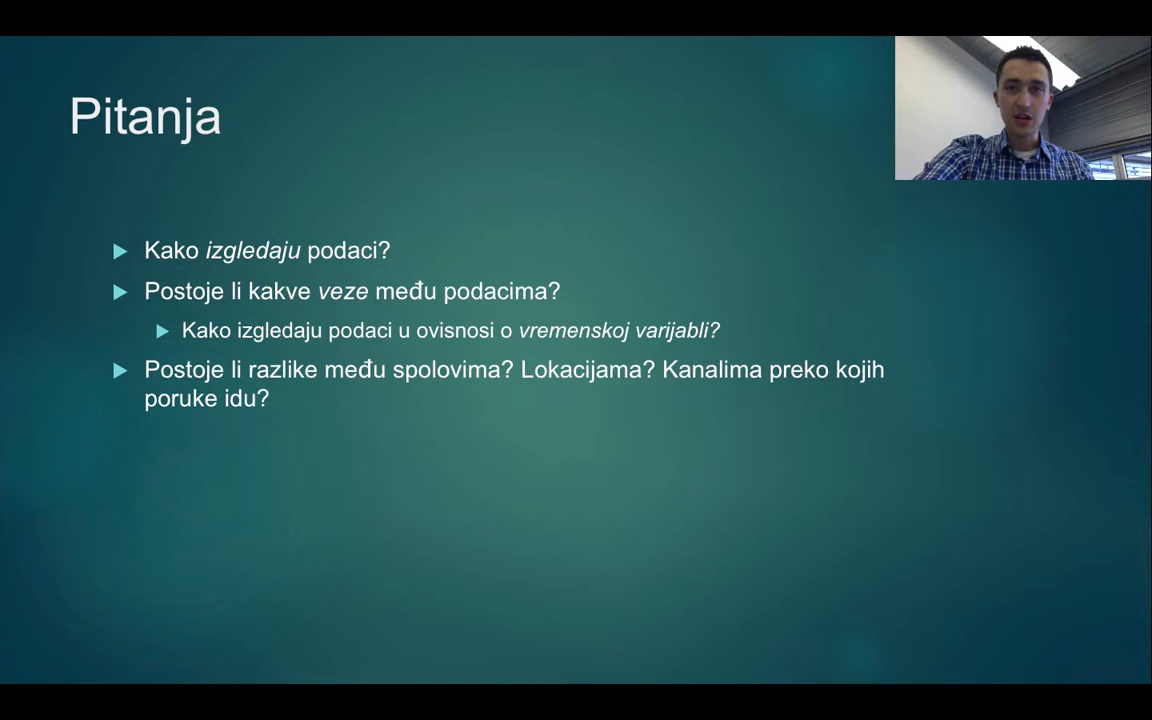 Pitanja
Kako izgledaju podaci?
Postoje li kakve veze među podacima?
Kako izgledaju podaci u ovisnosi o vremenskoj varijabli?
Postoje li razlike među spolovima? Lokacijama? Kanalima preko kojih
poruke idu?